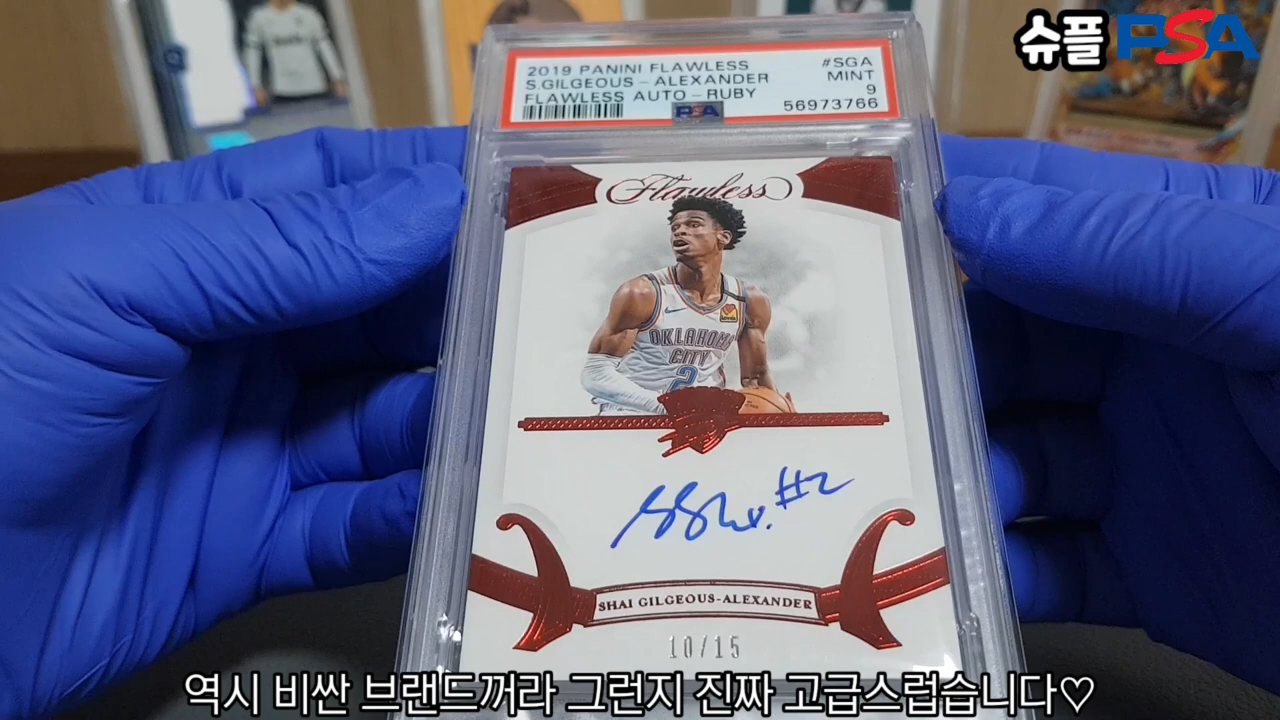 슈플 PSA
2019 PANINI FLAWLESS #SGA
S.GILGEOUS - ALEXANDER MINT
FLAWLESS AUTO - RUBY 9
PSA 56973766
Flawless
OKLAHOMA
CITY
2
#2
SHAI GILGEOUS-ALEXANDER
10/15
역시 비싼 브랜드꺼라 그런지 진짜 고급스럽습니다♡